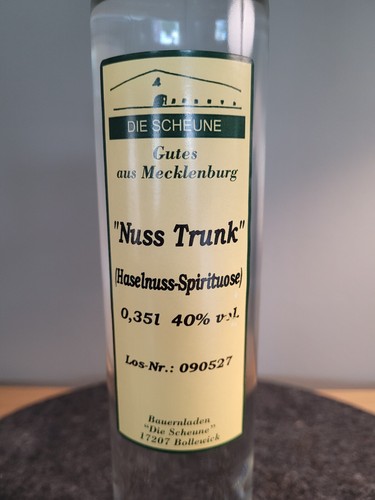 DIE SCHEUNE
Gutes
aus Mecklenburg
"Nuss Trunk"
(Haselnuss-Spirituose)
0,35l 40% vol.
Los-Nr.: 090527
Bauernladen
"Die Scheune"
17207 Bollewick